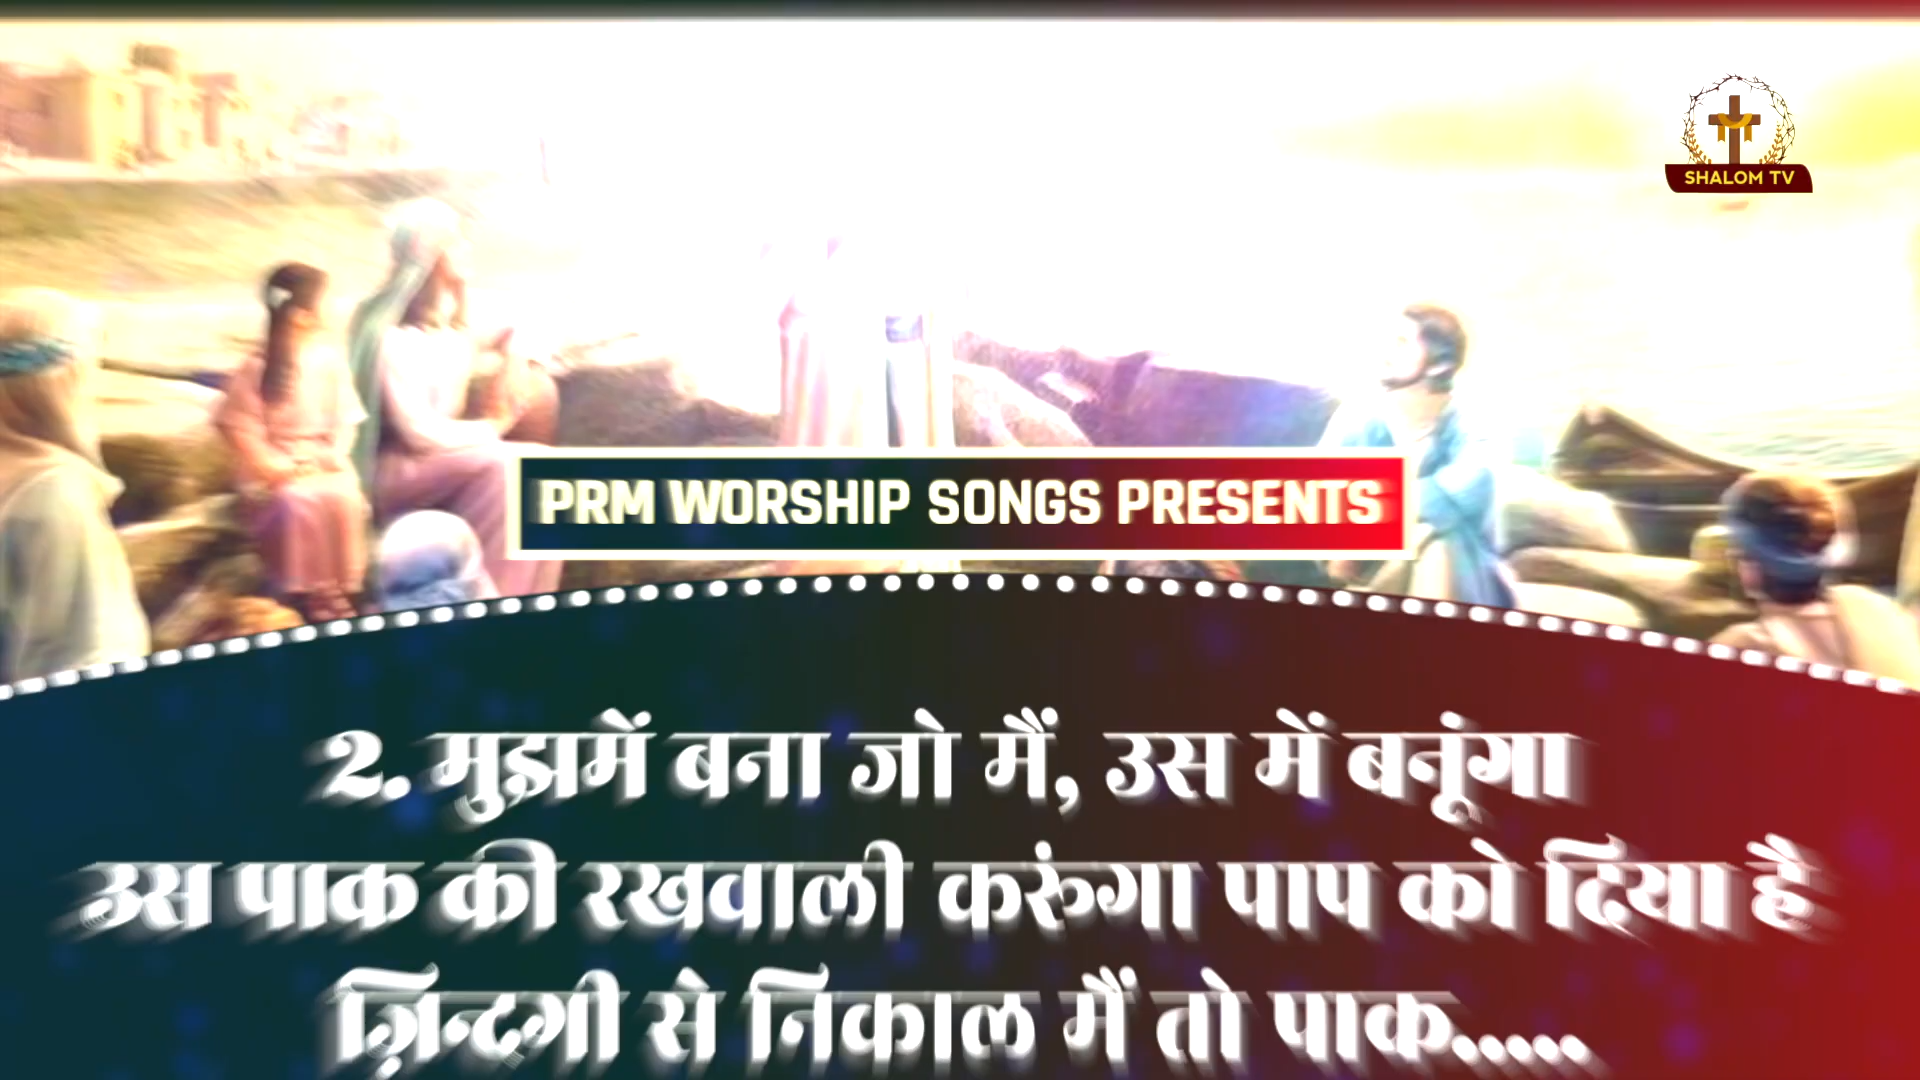 SHALOM TV
PRM WORSHIP SONGS PRESENTS
2. मुझमें बना जो मैं, उस में बनूंगा
उस पाक की रखवाली करूंगा पाप को दिया है
ज़िन्दगी से निकाल मैं तो पाक.....